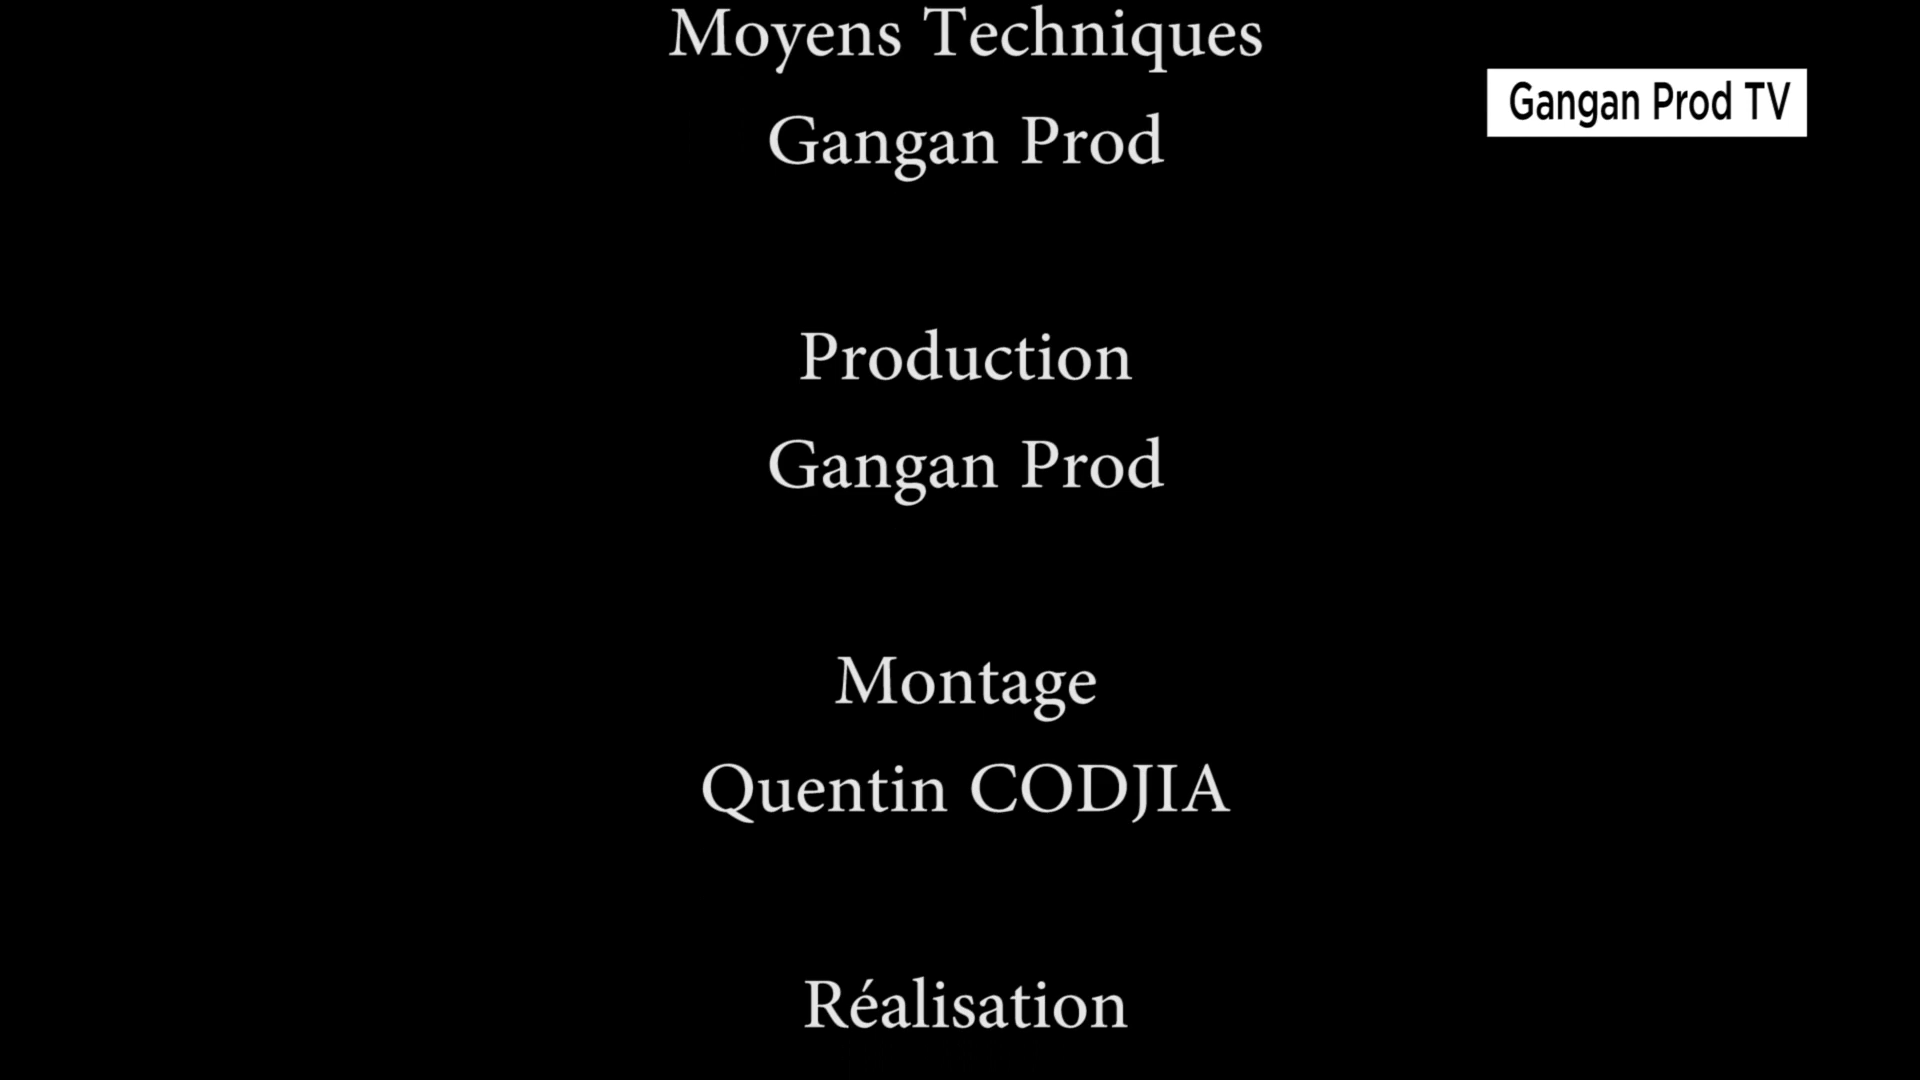 Moyens Techniques
Gangan Prod TV
Gangan Prod
Production
Gangan Prod
Montage
Quentin CODJIA
Réalisation